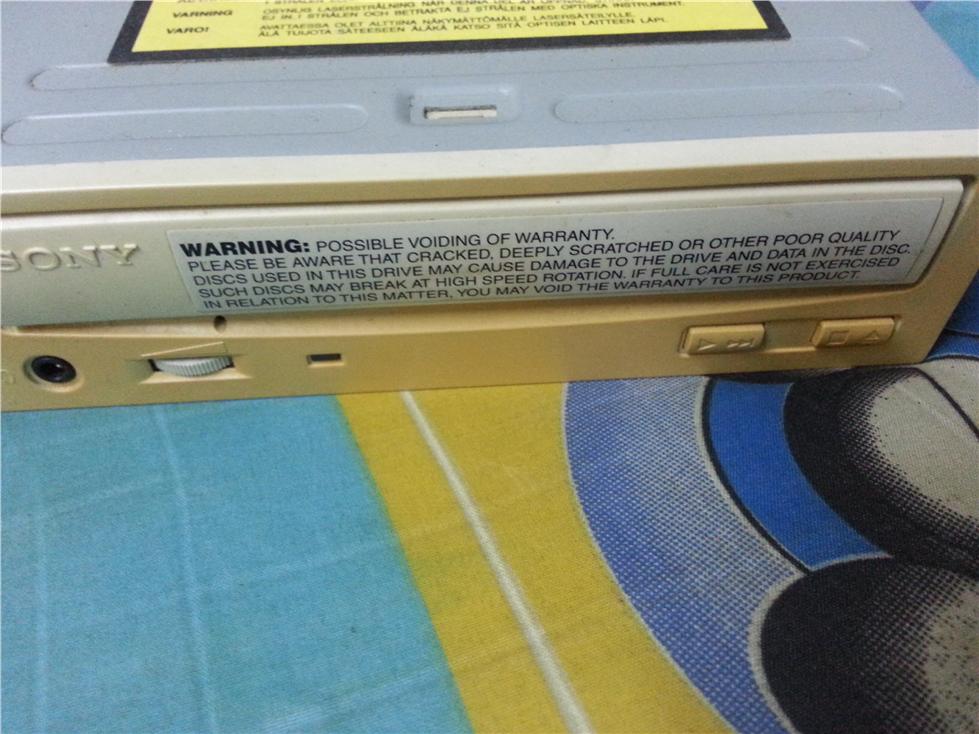 VARNING OSYNLIG LASERSTRÅLNING NÄR DENNA DEL ÄR
EJ IN I STRÅLEN OCH BETRAKTA EJ STRÅLEN MED OPTISKA INSTRUMENT.
VARO! AVATTAESSA OLET ALTTIINA NÄKYMÄTTÖMÄLLE LASERSÄTEILYLLE.
ÄLÄ TUIJOTA SÄTEESEEN ÄLÄKÄ KATSO SITÄ OPTISEN LAITTEEN LÄPI.
SONY
WARNING: POSSIBLE VOIDING OF WARRANTY.
PLEASE BE AWARE THAT CRACKED, DEEPLY SCRATCHED OR OTHER POOR QUALITY
DISCS USED IN THIS DRIVE MAY CAUSE DAMAGE TO THE DRIVE AND DATA IN THE DISC.
SUCH DISCS MAY BREAK AT HIGH SPEED ROTATION. IF FULL CARE IS NOT EXERCISED
IN RELATION TO THIS MATTER, YOU MAY VOID THE WARRANTY TO THIS PRODUCT.